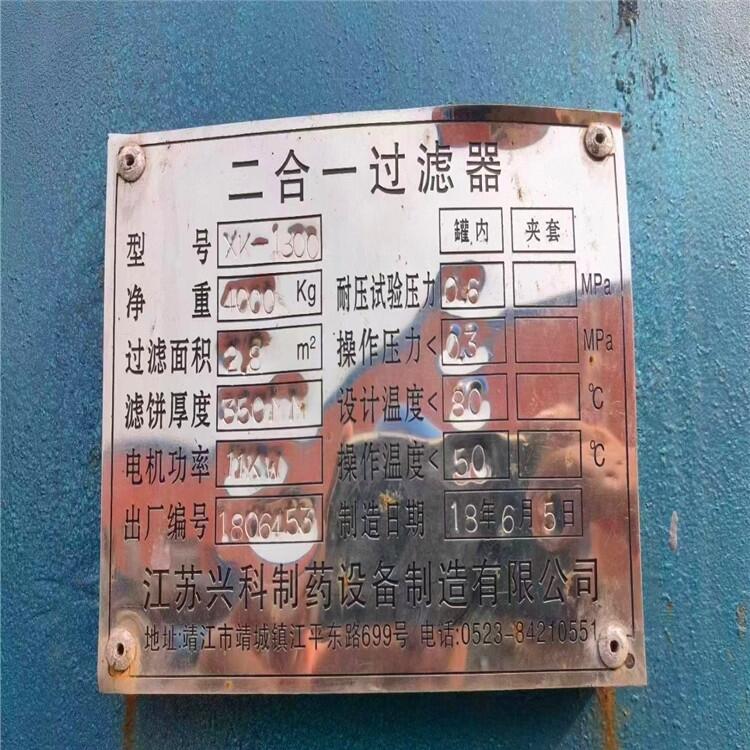 二合一过滤器
罐内 夹套
型号 XK-1300
净重 4000 Kg 耐压试验压力 0.6 MPa
过滤面积 2.8 m² 操作压力< 0.3 MPa
滤饼厚度 350MM 设计温度< 80 ℃
电机功率 11KW 操作温度< 50 ℃
出厂编号 1806453 制造日期 18年6月5日
江苏兴科制药设备制造有限公司
地址:靖江市靖城镇江平东路699号 电话:0523-84210551